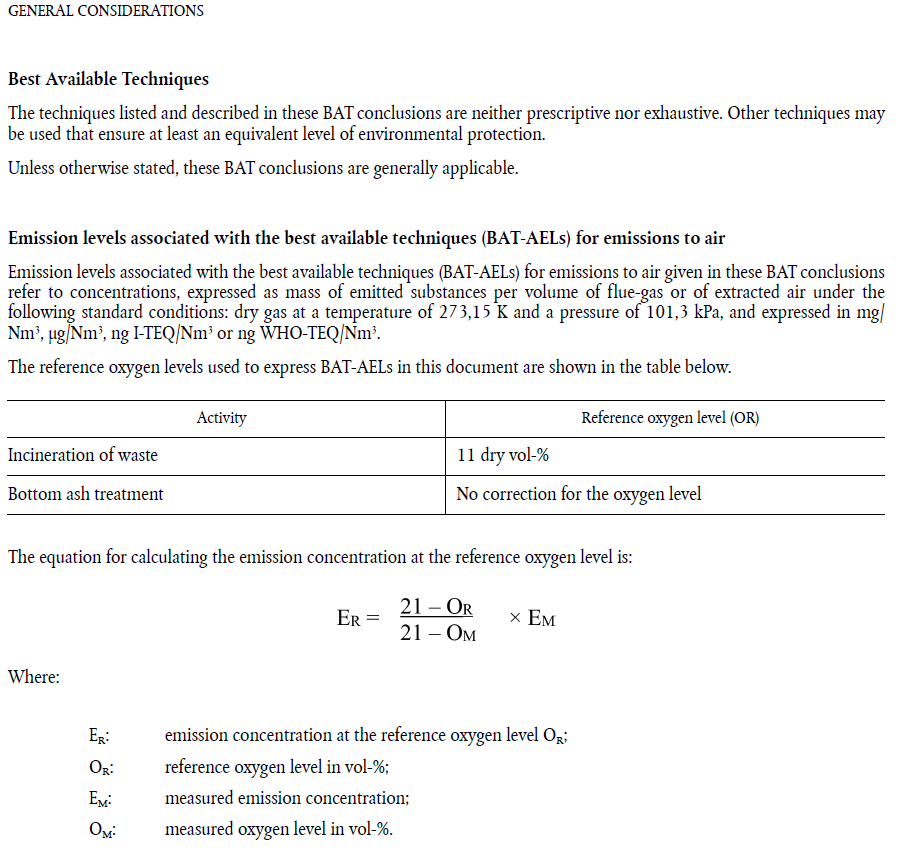 GENERAL CONSIDERATIONS
Best Available Techniques
The techniques listed and described in these BAT conclusions are neither prescriptive nor exhaustive. Other techniques may
be used that ensure at least an equivalent level of environmental protection.
Unless otherwise stated, these BAT conclusions are generally applicable.
Emission levels associated with the best available techniques (BAT-AELs) for emissions to air
Emission levels associated with the best available techniques (BAT-AELs) for emissions to air given in these BAT conclusions
refer to concentrations, expressed as mass of emitted substances per volume of flue-gas or of extracted air under the
following standard conditions: dry gas at a temperature of 273,15 K and a pressure of 101,3 kPa, and expressed in mg/
Nm³, µg/Nm³, ng I-TEQ/Nm³ or ng WHO-TEQ/Nm³.
The reference oxygen levels used to express BAT-AELs in this document are shown in the table below.
Activity Reference oxygen level (OR)
Incineration of waste 11 dry vol-%
Bottom ash treatment No correction for the oxygen level
The equation for calculating the emission concentration at the reference oxygen level is:
21 – OR
ER = × EM
21 – OM
Where:
ER: emission concentration at the reference oxygen level OR;
OR: reference oxygen level in vol-%;
EM: measured emission concentration;
OM: measured oxygen level in vol-%.